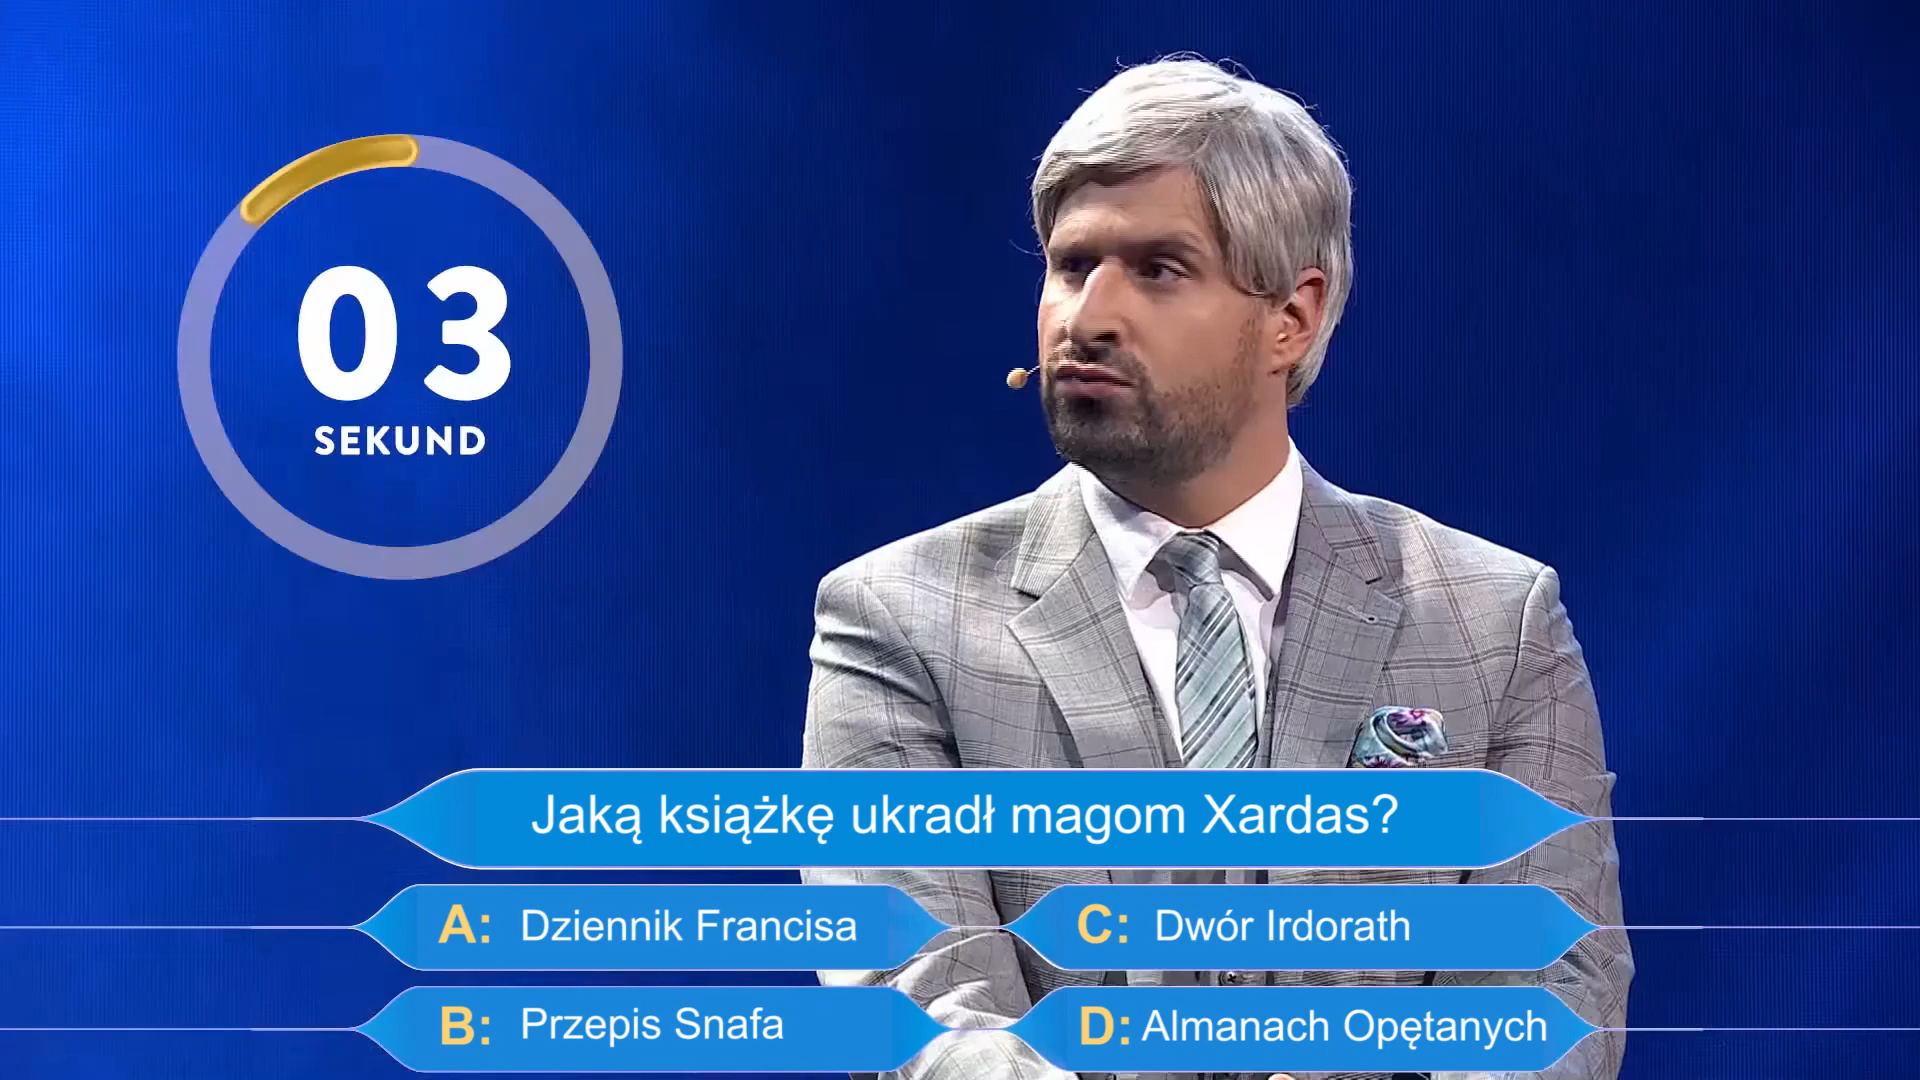 03
SEKUND
Jaką książkę ukradł magom Xardas?
A: Dziennik Francisa
C: Dwór Irdorath
B: Przepis Snafa
D: Almanach Opętanych